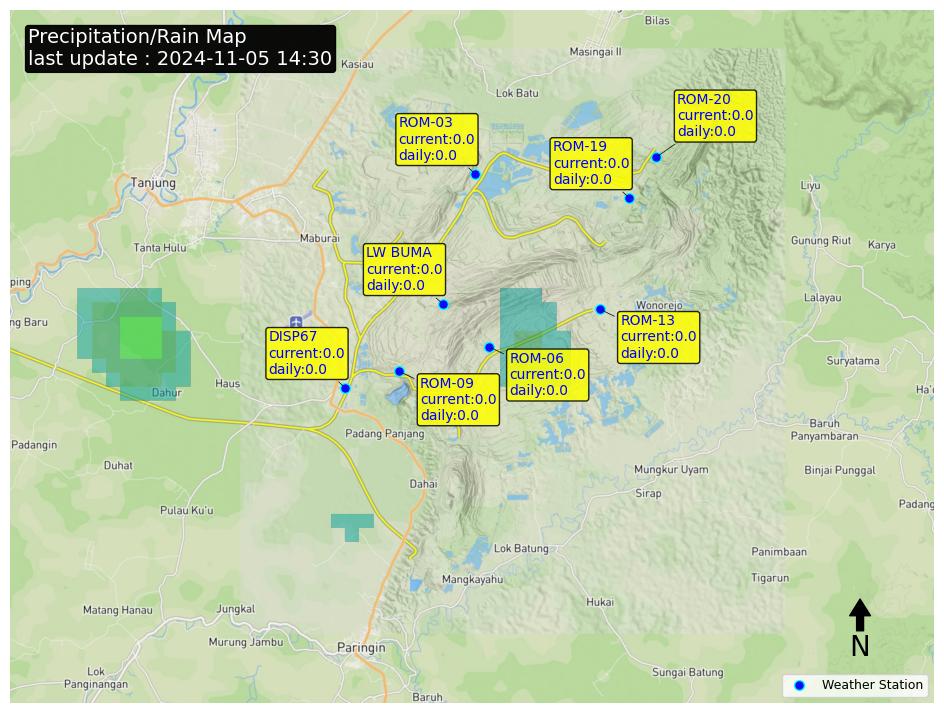 Bilas
Precipitation/Rain Map
last update : 2024-11-05 14:30
Masingai II
Kasiau
Lok Batu
ROM-20
current:0.0
daily:0.0
ROM-03
current:0.0
daily:0.0
ROM-19
current:0.0
daily:0.0
Tanjung
Liyu
Maburai
Tanta Hulu
Gunung Riut
Karya
LW BUMA
current:0.0
daily:0.0
ping
Lalayau
Wonorejo
ng Baru
ROM-13
current:0.0
daily:0.0
DISP67
current:0.0
daily:0.0
ROM-06
current:0.0
daily:0.0
Suryatama
Haus
ROM-09
current:0.0
daily:0.0
Dahur
Ha'o
Padang Panjang
Baruh
Panyambaran
Padangin
Duhat
Mungkur Uyam
Binjai Punggal
Dahai
Sirap
Padang
Pulau Ku'u
Lok Batung
Panimbaan
Mangkayahu
Tigarun
Matang Hanau
Jungkal
Hukai
Murung Jambu
Paringin
N
Lok
Panginangan
Sungai Batung
Baruh
Weather Station